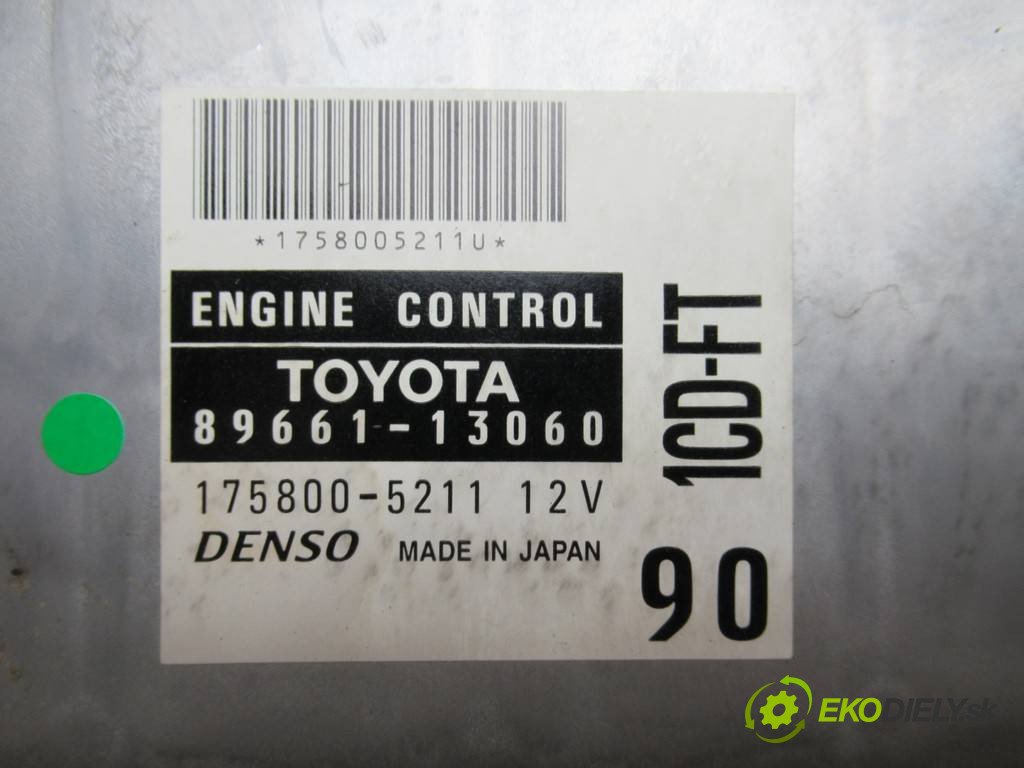 *1758005211U*
ENGINE CONTROL
TOYOTA
89661-13060
175800-5211 12V
DENSO MADE IN JAPAN
1CD-FT
90
EKODIELY.sk